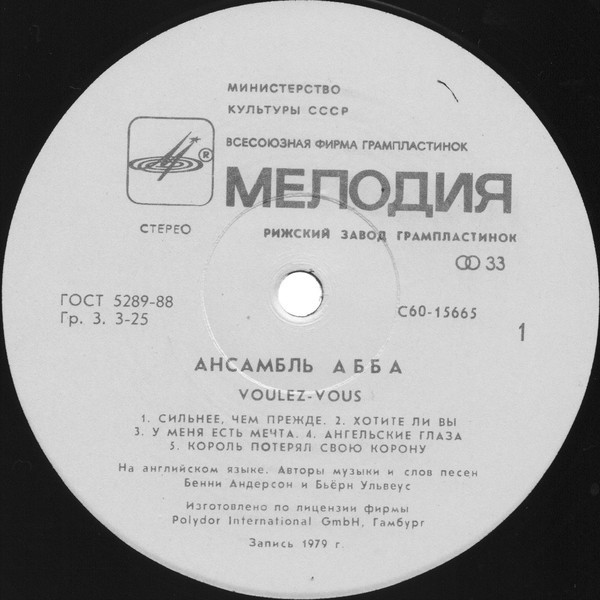 МИНИСТЕРСТВО
КУЛЬТУРЫ СССР
ВСЕСОЮЗНАЯ ФИРМА ГРАМПЛАСТИНОК
®
МЕЛОДИЯ
СТЕРЕО
РИЖСКИЙ ЗАВОД ГРАМПЛАСТИНОК
33
ГОСТ 5289-88
Гр. 3. 3-25
С60-15665
1
АНСАМБЛЬ АББА
VOULEZ-VOUS
1. СИЛЬНЕЕ, ЧЕМ ПРЕЖДЕ. 2. ХОТИТЕ ЛИ ВЫ
3. У МЕНЯ ЕСТЬ МЕЧТА. 4. АНГЕЛЬСКИЕ ГЛАЗА
5. КОРОЛЬ ПОТЕРЯЛ СВОЮ КОРОНУ
На английском языке. Авторы музыки и слов песен
Бенни Андерсон и Бьёрн Ульвеус
Изготовлено по лицензии фирмы
Polydor International GmbH, Гамбург
Запись 1979 г.